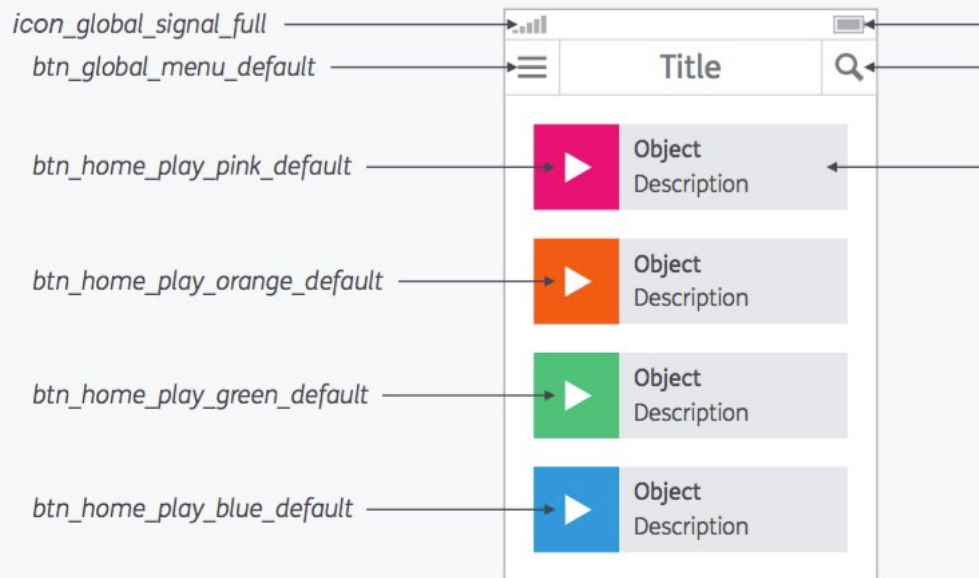 icon_global_signal_full
btn_global_menu_default
Title
btn_home_play_pink_default
Object
Description
btn_home_play_orange_default
Object
Description
btn_home_play_green_default
Object
Description
btn_home_play_blue_default
Object
Description